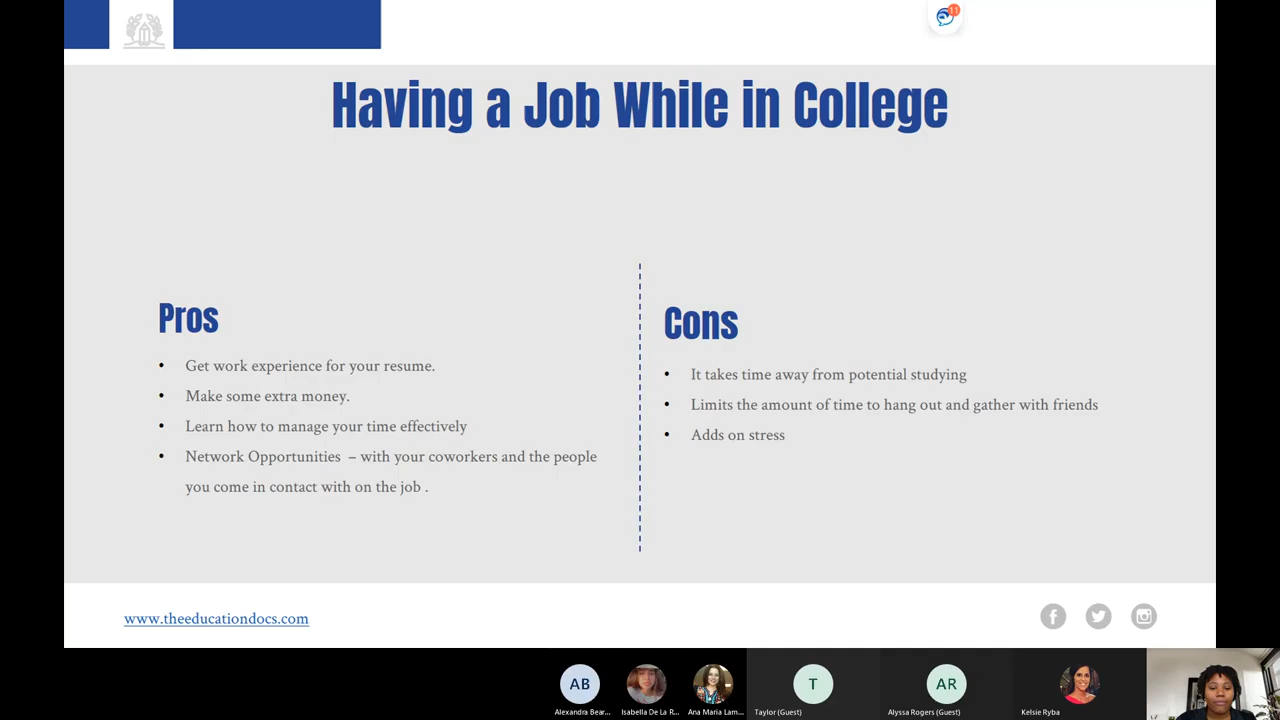 11
Having a Job While in College
Pros
• Get work experience for your resume.
• Make some extra money.
• Learn how to manage your time effectively
• Network Opportunities – with your coworkers and the people
you come in contact with on the job .
Cons
• It takes time away from potential studying
• Limits the amount of time to hang out and gather with friends
• Adds on stress
www.theeducationdocs.com
AB
T
AR
Alexandra Bear...
Isabella De La R...
Ana Maria Lam...
Taylor (Guest)
Alyssa Rogers (Guest)
Kelsie Ryba